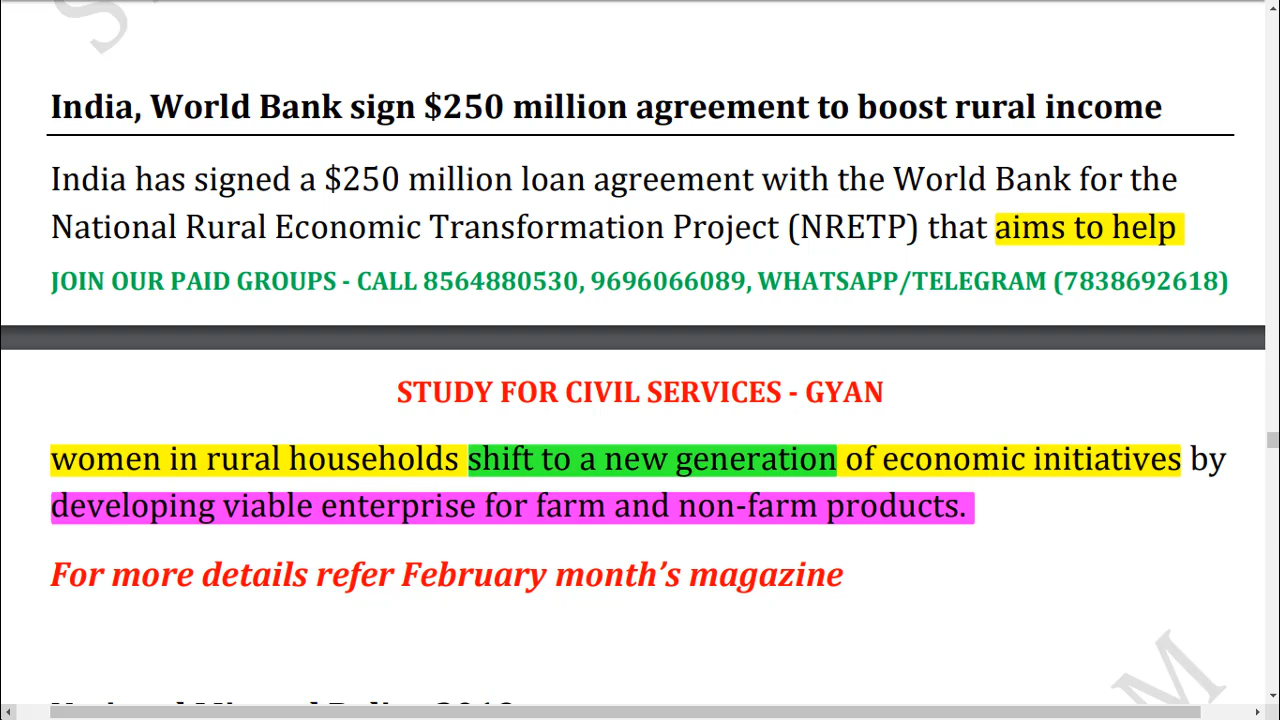 India, World Bank sign $250 million agreement to boost rural income
India has signed a $250 million loan agreement with the World Bank for the
National Rural Economic Transformation Project (NRETP) that aims to help
JOIN OUR PAID GROUPS - CALL 8564880530, 9696066089, WHATSAPP/TELEGRAM (7838692618)
STUDY FOR CIVIL SERVICES - GYAN
women in rural households shift to a new generation of economic initiatives by
developing viable enterprise for farm and non-farm products.
For more details refer February month's magazine
M